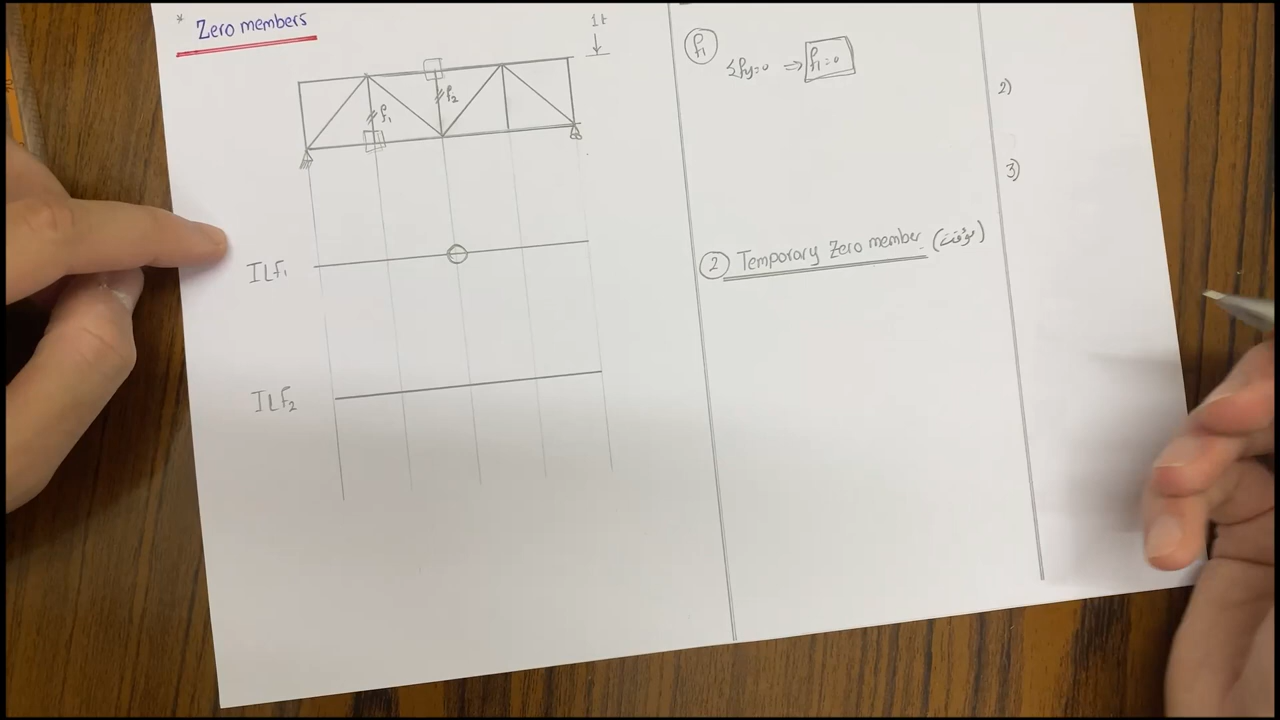 * Zero members
1t
f1
f2
ILf1
ILf2
f1
Σfy=0 ⇒ f1=0
2 Temporary Zero member (مؤقت)
2)
3)